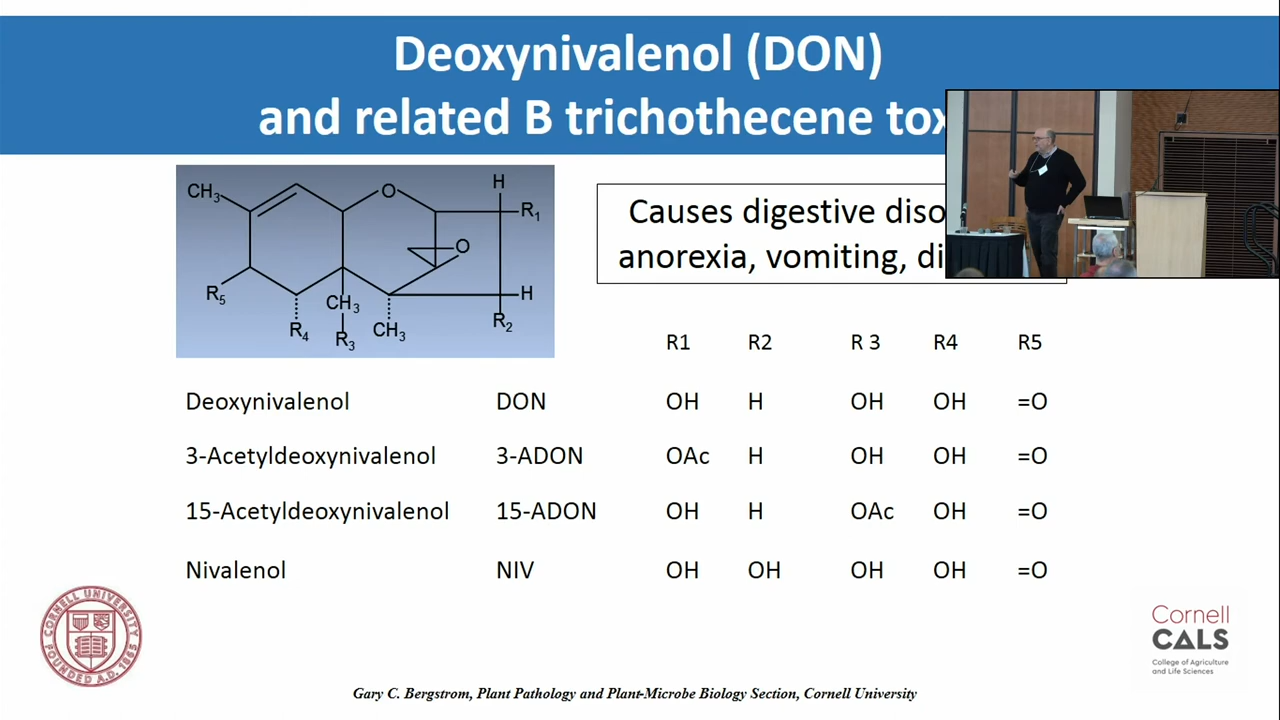 Deoxynivalenol (DON)
and related B trichothecene
CH3
O
H
R1
O
R5
R4
CH3
R3
CH3
H
R2
Causes digestive
anorexia, vomiting,
R1 R2 R 3 R4 R5
Deoxynivalenol DON OH H OH OH =O
3-Acetyldeoxynivalenol 3-ADON OAc H OH OH =O
15-Acetyldeoxynivalenol 15-ADON OH H OAc OH =O
Nivalenol NIV OH OH OH OH =O
CORNELL UNIVERSITY
FOUNDED A.D. 1865
Cornell
CALS
College of Agriculture
and Life Sciences
Gary C. Bergstrom, Plant Pathology and Plant-Microbe Biology Section, Cornell University